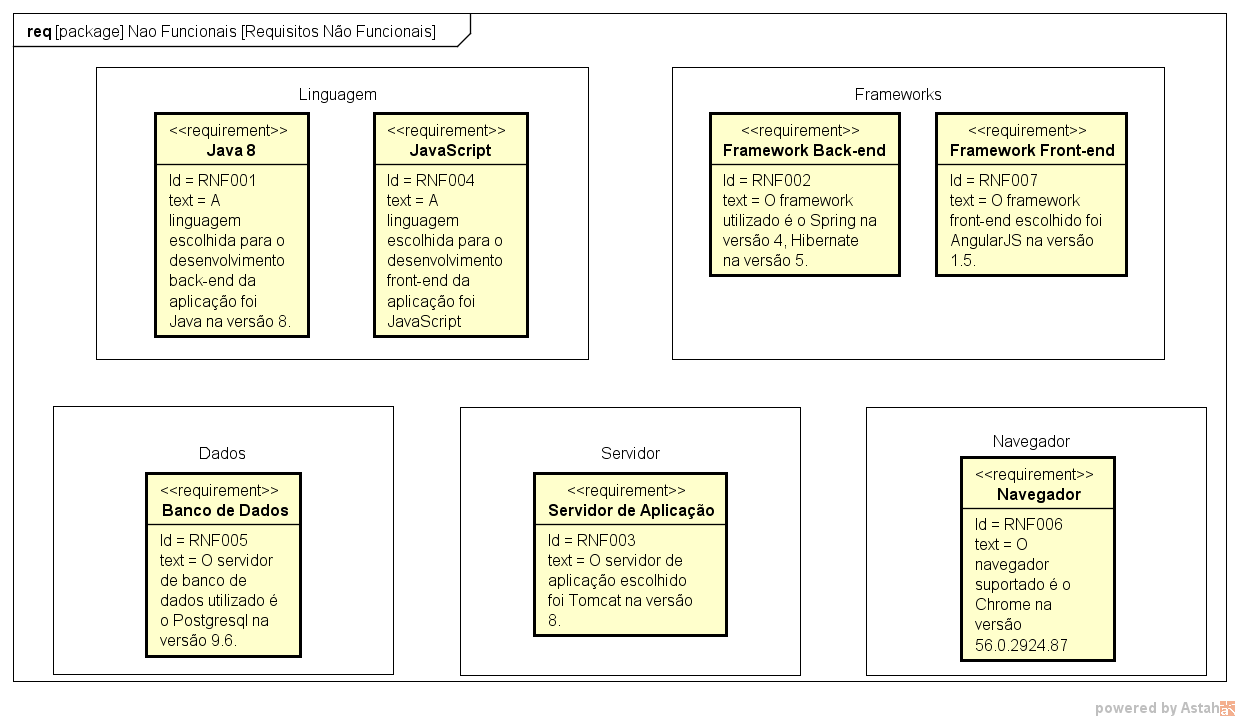 req [package] Nao Funcionais [Requisitos Não Funcionais]
Linguagem
<<requirement>>
Java 8
Id = RNF001
text = A
linguagem
escolhida para o
desenvolvimento
back-end da
aplicação foi
Java na versão 8.
<<requirement>>
JavaScript
Id = RNF004
text = A
linguagem
escolhida para o
desenvolvimento
front-end da
aplicação foi
JavaScript
Frameworks
<<requirement>>
Framework Back-end
Id = RNF002
text = O framework
utilizado é o Spring na
versão 4, Hibernate
na versão 5.
<<requirement>>
Framework Front-end
Id = RNF007
text = O framework
front-end escolhido foi
AngularJS na versão
1.5.
Dados
<<requirement>>
Banco de Dados
Id = RNF005
text = O servidor
de banco de
dados utilizado é
o Postgresql na
versão 9.6.
Servidor
<<requirement>>
Servidor de Aplicação
Id = RNF003
text = O servidor de
aplicação escolhido
foi Tomcat na versão
8.
Navegador
<<requirement>>
Navegador
Id = RNF006
text = O
navegador
suportado é o
Chrome na
versão
56.0.2924.87
powered by Astah